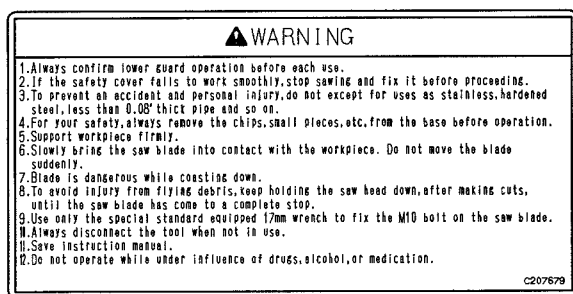 WARNING
1.Always confirm lower guard operation before each use.
2.If the safety cover fails to work smoothly,stop sawing and fix it before proceeding.
3.To prevent an accident and personal injury,do not except for uses as stainless,hardened
steel,less than 0.08' thict pipe and so on.
4.For your safety,always remove the chips,small pieces,etc,from the base before operation.
5.Support workpiece firmly.
6.Slowly bring the saw blade into contact with the workpiece. Do not move the blade
suddenly.
7.Blade is dangerous while coasting down.
8.To avoid injury from flying debris,keep holding the saw head down,after making cuts,
until the saw blade has come to a complete stop.
9.Use only the special standard equipped 17mm wrench to fix the M10 bolt on the saw blade.
10.Always disconnect the tool when not in use.
11.Save instruction manual.
12.Do not operate while under influence of drugs,alcohol,or medication.
C207679